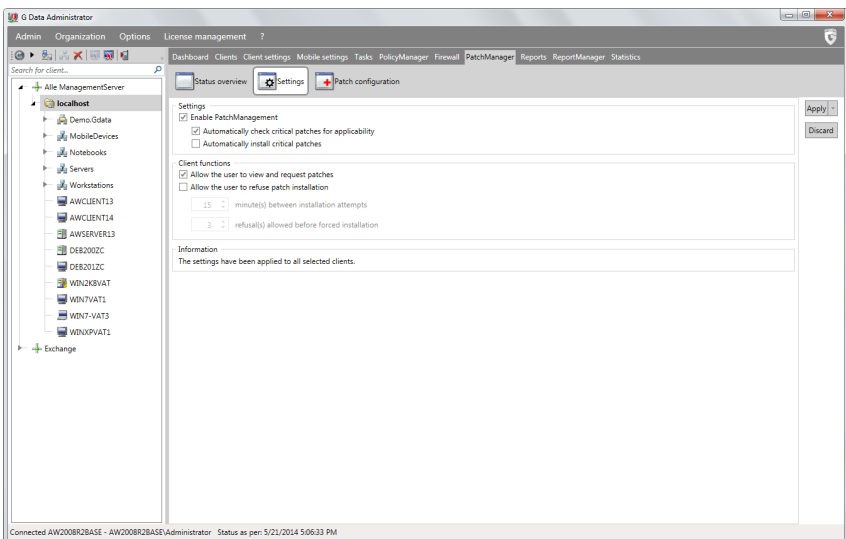 G Data Administrator
Admin Organization Options License management ?
Search for client...
Alle ManagementServer
localhost
Demo.Gdata
MobileDevices
Notebooks
Servers
Workstations
AWCLIENT13
AWCLIENT14
AWSERVER13
DEB200ZC
DEB201ZC
WIN2K8VAT
WIN7VAT1
WIN7-VAT3
WINXPVAT1
Exchange
Dashboard Clients Client settings Mobile settings Tasks PolicyManager Firewall PatchManager Reports ReportManager Statistics
Status overview Settings Patch configuration
Settings
Enable PatchManagement
Automatically check critical patches for applicability
Automatically install critical patches
Client functions
Allow the user to view and request patches
Allow the user to refuse patch installation
15 minute(s) between installation attempts
3 refusal(s) allowed before forced installation
Information
The settings have been applied to all selected clients.
Apply
Discard
Connected AW2008R2BASE - AW2008R2BASE\Administrator Status as per: 5/21/2014 5:06:33 PM